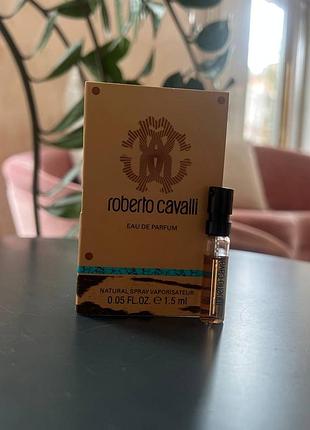 roberto cavalli
EAU DE PARFUM
NATURAL SPRAY VAPORISATEUR
0.05 FL.OZ. ℮ 1.5 ml